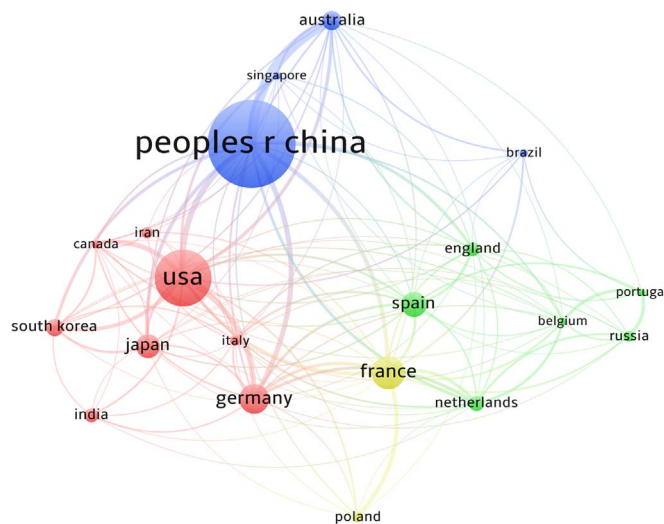 australia
singapore
peoples r china
brazil
iran
canada
england
usa
spain
portuga
south korea
belgium
russia
japan
italy
france
germany
netherlands
india
poland